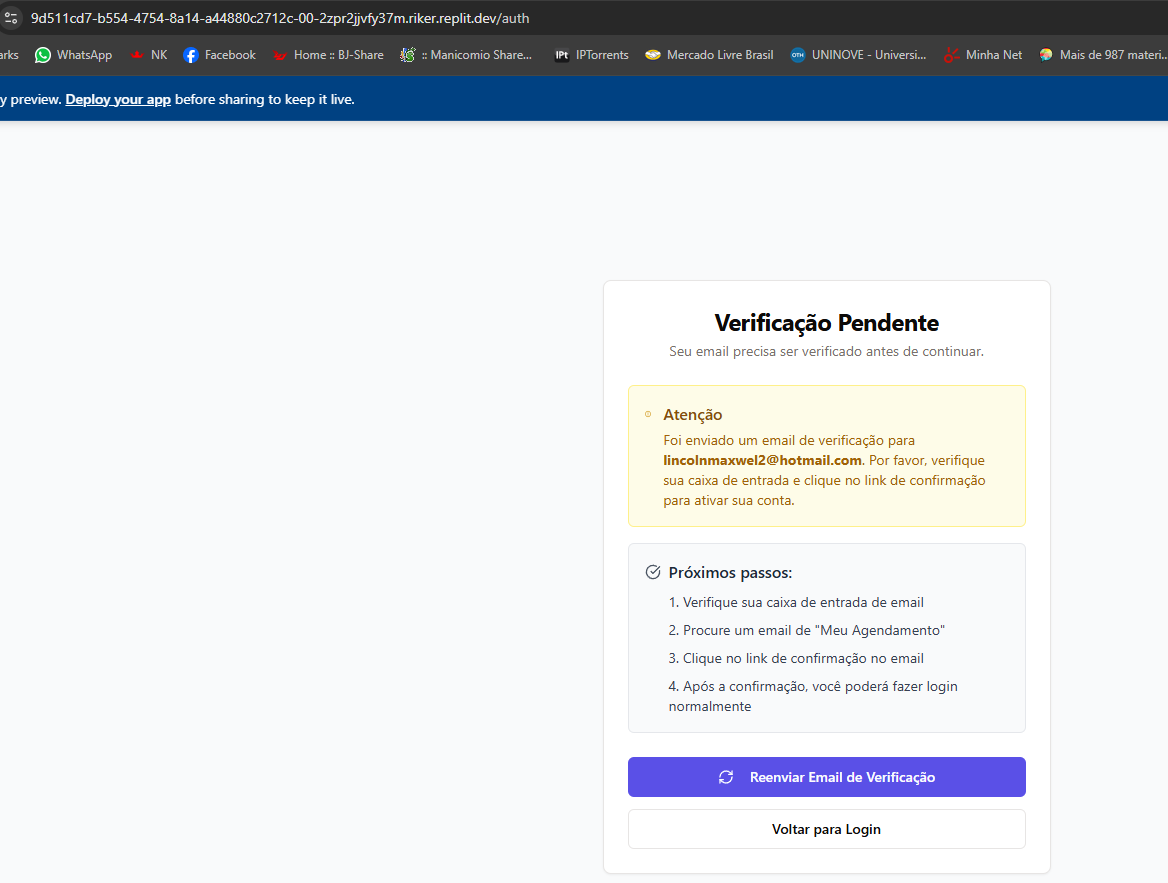 9d511cd7-b554-4754-8a14-a44880c2712c-00-2zpr2jjvfy37m.riker.replit.dev/auth
arks WhatsApp NK Facebook Home :: BJ-Share :: Manicomio Share... IPT IPTorrents Mercado Livre Brasil OTH UNINOVE - Universi... Minha Net Mais de 987 materi...
y preview. Deploy your app before sharing to keep it live.
Verificação Pendente
Seu email precisa ser verificado antes de continuar.
Atenção
Foi enviado um email de verificação para
lincolnmaxwel2@hotmail.com. Por favor, verifique
sua caixa de entrada e clique no link de confirmação
para ativar sua conta.
Próximos passos:
1. Verifique sua caixa de entrada de email
2. Procure um email de "Meu Agendamento"
3. Clique no link de confirmação no email
4. Após a confirmação, você poderá fazer login
normalmente
Reenviar Email de Verificação
Voltar para Login